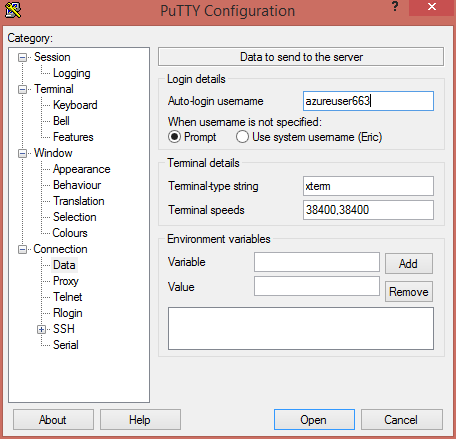 PuTTY Configuration
?
Category:
Session
Logging
Terminal
Keyboard
Bell
Features
Window
Appearance
Behaviour
Translation
Selection
Colours
Connection
Data
Proxy
Telnet
Rlogin
SSH
Serial
Data to send to the server
Login details
Auto-login username azureuser663
When username is not specified:
Prompt Use system username (Eric)
Terminal details
Terminal-type string xterm
Terminal speeds 38400,38400
Environment variables
Variable Add
Value Remove
About Help Open Cancel